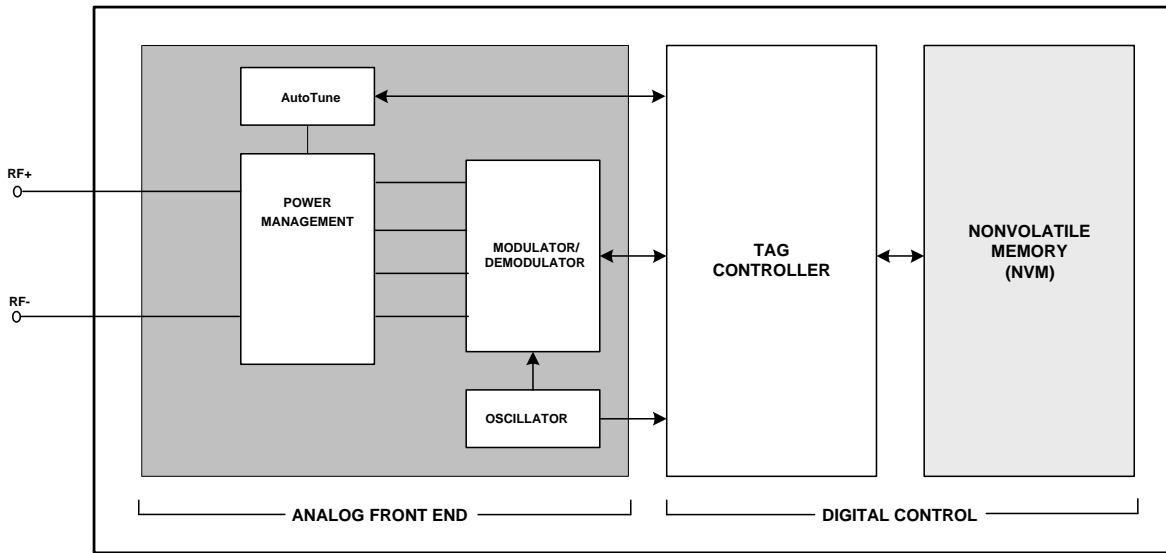 AutoTune
RF+
POWER
MANAGEMENT
MODULATOR/
DEMODULATOR
TAG
CONTROLLER
NONVOLATILE
MEMORY
(NVM)
RF-
OSCILLATOR
ANALOG FRONT END
DIGITAL CONTROL